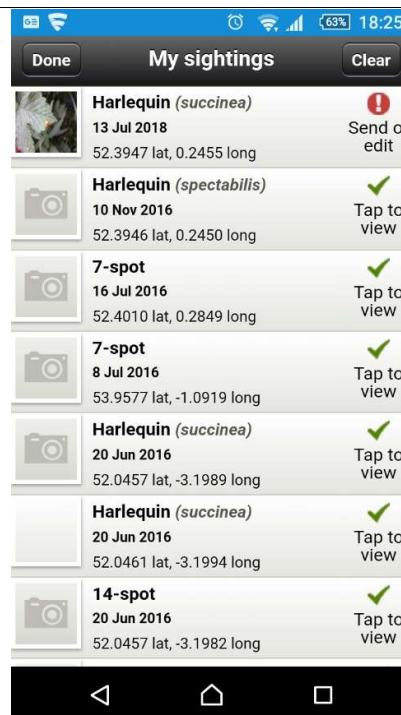 63% 18:25
Done My sightings Clear
Harlequin (succinea)
13 Jul 2018
52.3947 lat, 0.2455 long
Send o
edit
Harlequin (spectabilis)
10 Nov 2016
52.3946 lat, 0.2450 long
Tap to
view
7-spot
16 Jul 2016
52.4010 lat, 0.2849 long
Tap to
view
7-spot
8 Jul 2016
53.9577 lat, -1.0919 long
Tap to
view
Harlequin (succinea)
20 Jun 2016
52.0457 lat, -3.1989 long
Tap to
view
Harlequin (succinea)
20 Jun 2016
52.0461 lat, -3.1994 long
Tap to
view
14-spot
20 Jun 2016
52.0457 lat, -3.1982 long
Tap to
view